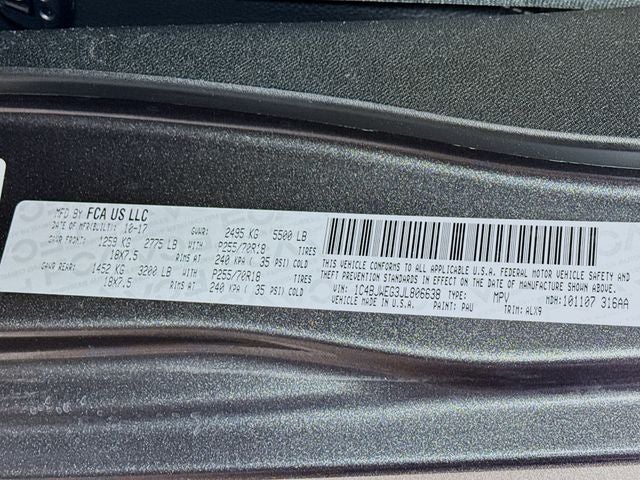 MFD BY FCA US LLC
DATE OF MFR(BUILT): 10-17 GVWR: 2495 KG 5500 LB
GAWR FRONT: 1259 KG 2775 LB WITH P255/70R18 TIRES
18X7.5 RIMS AT 240 KPA ( 35 PSI) COLD
GAWR REAR: 1452 KG 3200 LB WITH P255/70R18 TIRES
18X7.5 RIMS AT 240 KPA ( 35 PSI) COLD
THIS VEHICLE CONFORMS TO ALL APPLICABLE U.S.A. FEDERAL MOTOR VEHICLE SAFETY AND
THEFT PREVENTION STANDARDS IN EFFECT ON THE DATE OF MANUFACTURE SHOWN ABOVE.
VIN: 1C4BJWEG3JL806638 TYPE: MPV MDH: 101107 316AA
MADE IN U.S.A. PAINT: PAU TRIM: ALX9